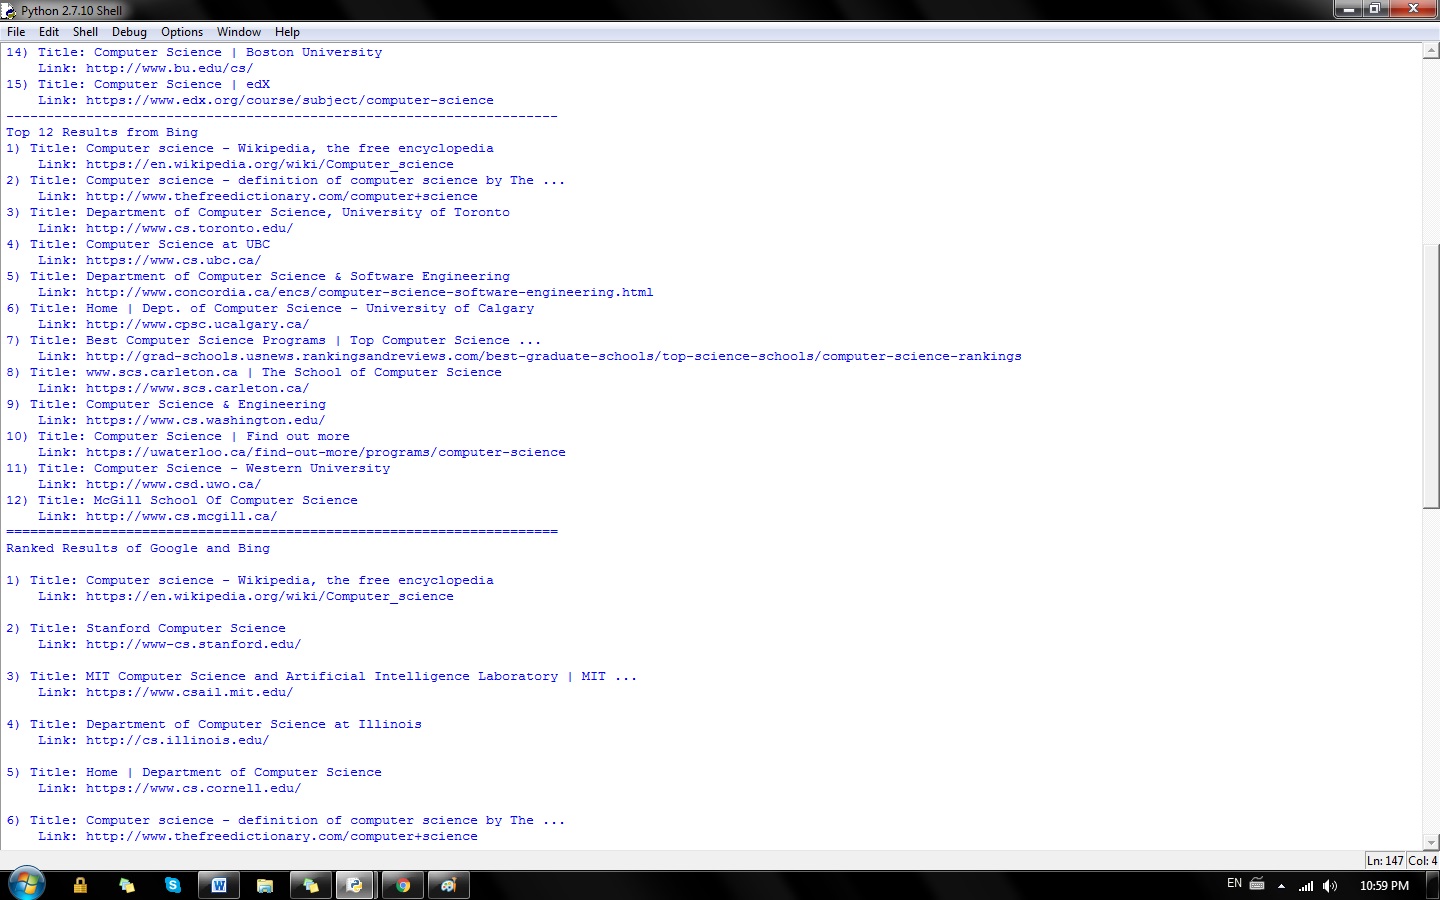 Python 2.7.10 Shell
File Edit Shell Debug Options Window Help
14) Title: Computer Science | Boston University
Link: http://www.bu.edu/cs/
15) Title: Computer Science | edX
Link: https://www.edx.org/course/subject/computer-science
---------------------------------------------------------------------
Top 12 Results from Bing
1) Title: Computer science - Wikipedia, the free encyclopedia
Link: https://en.wikipedia.org/wiki/Computer_science
2) Title: Computer science - definition of computer science by The ...
Link: http://www.thefreedictionary.com/computer+science
3) Title: Department of Computer Science, University of Toronto
Link: http://www.cs.toronto.edu/
4) Title: Computer Science at UBC
Link: https://www.cs.ubc.ca/
5) Title: Department of Computer Science & Software Engineering
Link: http://www.concordia.ca/encs/computer-science-software-engineering.html
6) Title: Home | Dept. of Computer Science - University of Calgary
Link: http://www.cpsc.ucalgary.ca/
7) Title: Best Computer Science Programs | Top Computer Science ...
Link: http://grad-schools.usnews.rankingsandreviews.com/best-graduate-schools/top-science-schools/computer-science-rankings
8) Title: www.scs.carleton.ca | The School of Computer Science
Link: https://www.scs.carleton.ca/
9) Title: Computer Science & Engineering
Link: https://www.cs.washington.edu/
10) Title: Computer Science | Find out more
Link: https://uwaterloo.ca/find-out-more/programs/computer-science
11) Title: Computer Science - Western University
Link: http://www.csd.uwo.ca/
12) Title: McGill School Of Computer Science
Link: http://www.cs.mcgill.ca/
=====================================================================
Ranked Results of Google and Bing
1) Title: Computer science - Wikipedia, the free encyclopedia
Link: https://en.wikipedia.org/wiki/Computer_science
2) Title: Stanford Computer Science
Link: http://www-cs.stanford.edu/
3) Title: MIT Computer Science and Artificial Intelligence Laboratory | MIT ...
Link: https://www.csail.mit.edu/
4) Title: Department of Computer Science at Illinois
Link: http://cs.illinois.edu/
5) Title: Home | Department of Computer Science
Link: https://www.cs.cornell.edu/
6) Title: Computer science - definition of computer science by The ...
Link: http://www.thefreedictionary.com/computer+science
Ln: 147 Col: 4
EN 10:59 PM